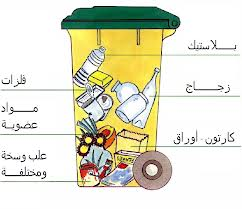 بلاستيك
زجاج
كارتون-أوراق
فلزات
مواد
عضوية
علب وسخة
ومختلفة